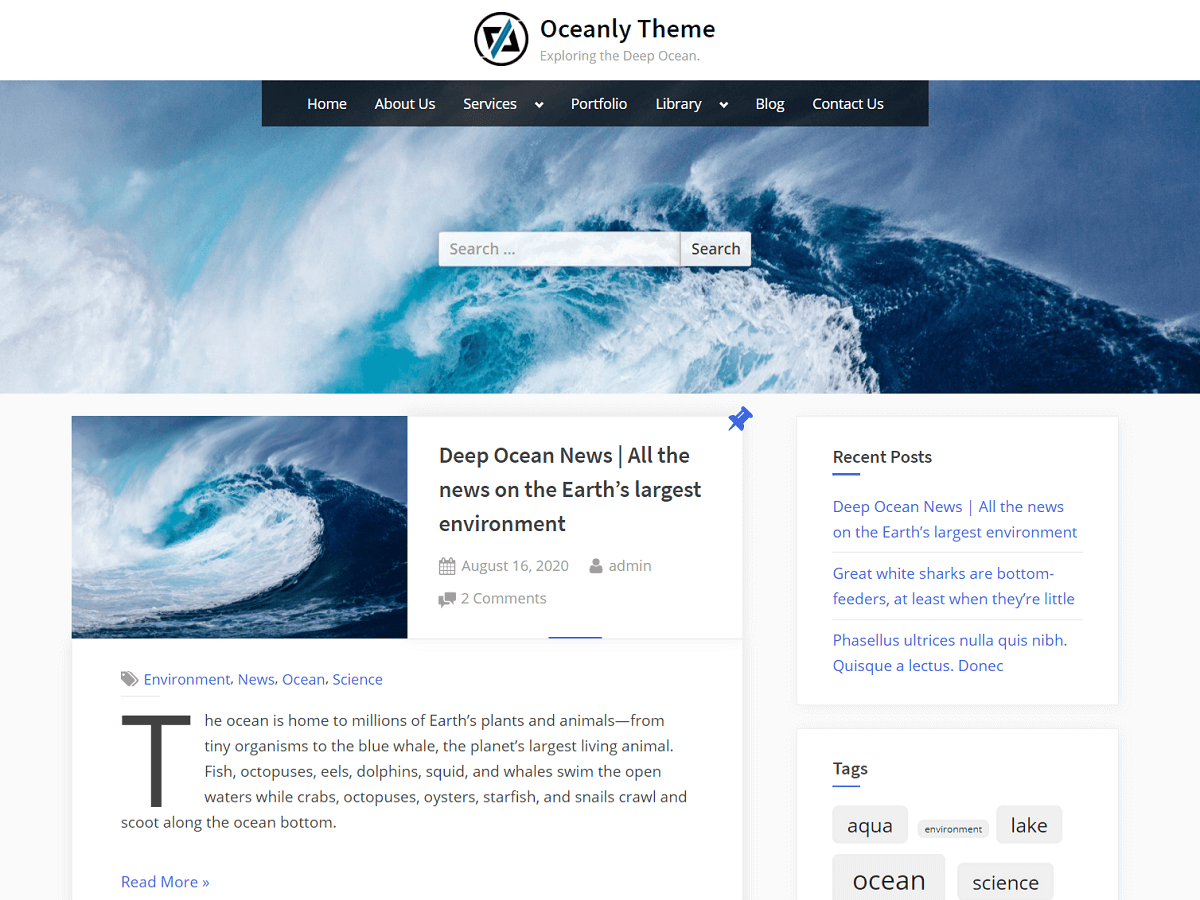 Oceanly Theme
Exploring the Deep Ocean.
Home About Us Services Portfolio Library Blog Contact Us
Search ... Search
Deep Ocean News | All the
news on the Earth’s largest
environment
August 16, 2020 admin
2 Comments
Environment, News, Ocean, Science
The ocean is home to millions of Earth’s plants and animals—from
tiny organisms to the blue whale, the planet’s largest living animal.
Fish, octopuses, eels, dolphins, squid, and whales swim the open
waters while crabs, octopuses, oysters, starfish, and snails crawl and
scoot along the ocean bottom.
Read More »
Recent Posts
Deep Ocean News | All the news
on the Earth’s largest environment
Great white sharks are bottom-
feeders, at least when they’re little
Phasellus ultrices nulla quis nibh.
Quisque a lectus. Donec
Tags
aqua environment lake
ocean science